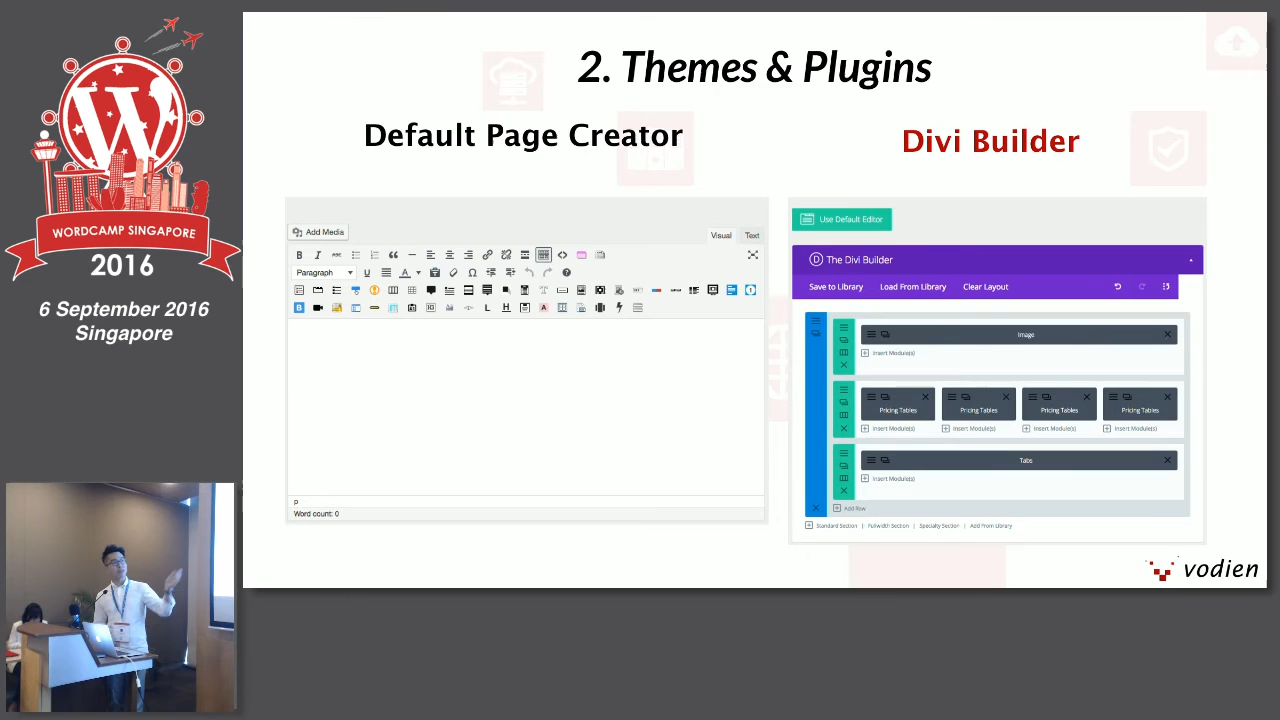 WORDCAMP SINGAPORE
2016
6 September 2016
Singapore
2. Themes & Plugins
Default Page Creator
Divi Builder
Add Media
Visual
Text
Paragraph
p
Word count: 0
Use Default Editor
The Divi Builder
Save to Library
Load From Library
Clear Layout
Image
Insert Module(s)
Pricing Tables
Pricing Tables
Pricing Tables
Pricing Tables
Insert Module(s)
Insert Module(s)
Insert Module(s)
Insert Module(s)
Tabs
Insert Module(s)
Add Row
Standard Section | Fullwidth Section | Specialty Section | Add From Library
vodien